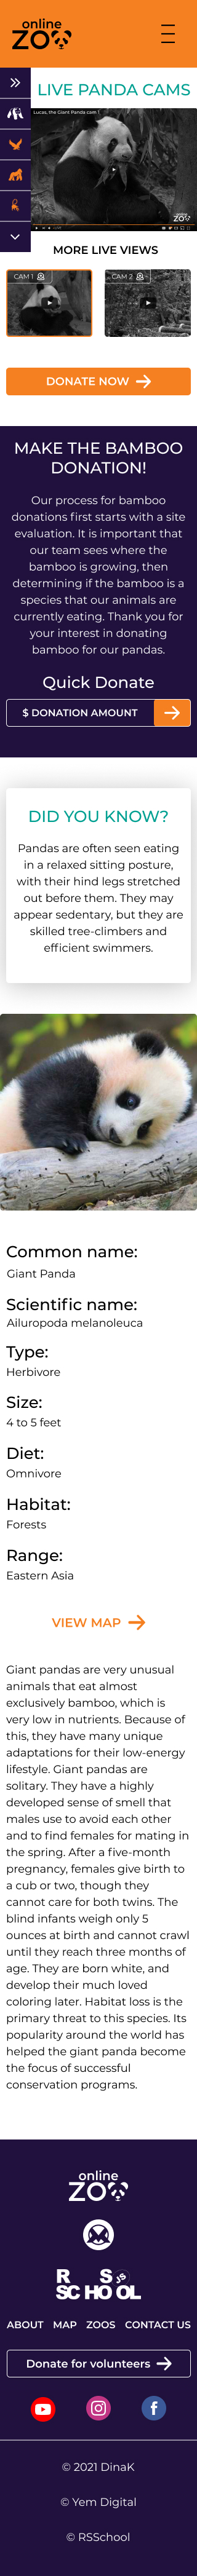 online
ZOO
LIVE PANDA CAMS
Lucas, the Giant Panda cam 1
online
ZOO
MORE LIVE VIEWS
CAM 1
CAM 2
DONATE NOW
MAKE THE BAMBOO
DONATION!
Our process for bamboo
donations first starts with a site
evaluation. It is important that
our team sees where the
bamboo is growing, then
determining if the bamboo is a
species that our animals are
currently eating. Thank you for
your interest in donating
bamboo for our pandas.
Quick Donate
$ DONATION AMOUNT
DID YOU KNOW?
Pandas are often seen eating
in a relaxed sitting posture,
with their hind legs stretched
out before them. They may
appear sedentary, but they are
skilled tree-climbers and
efficient swimmers.
Common name:
Giant Panda
Scientific name:
Ailuropoda melanoleuca
Type:
Herbivore
Size:
4 to 5 feet
Diet:
Omnivore
Habitat:
Forests
Range:
Eastern Asia
VIEW MAP
Giant pandas are very unusual
animals that eat almost
exclusively bamboo, which is
very low in nutrients. Because of
this, they have many unique
adaptations for their low-energy
lifestyle. Giant pandas are
solitary. They have a highly
developed sense of smell that
males use to avoid each other
and to find females for mating in
the spring. After a five-month
pregnancy, females give birth to
a cub or two, though they
cannot care for both twins. The
blind infants weigh only 5
ounces at birth and cannot crawl
until they reach three months of
age. They are born white, and
develop their much loved
coloring later. Habitat loss is the
primary threat to this species. Its
popularity around the world has
helped the giant panda become
the focus of successful
conservation programs.
online
ZOO
RS
SCHOOL
ABOUT MAP ZOOS CONTACT US
Donate for volunteers
© 2021 DinaK
© Yem Digital
© RSSchool